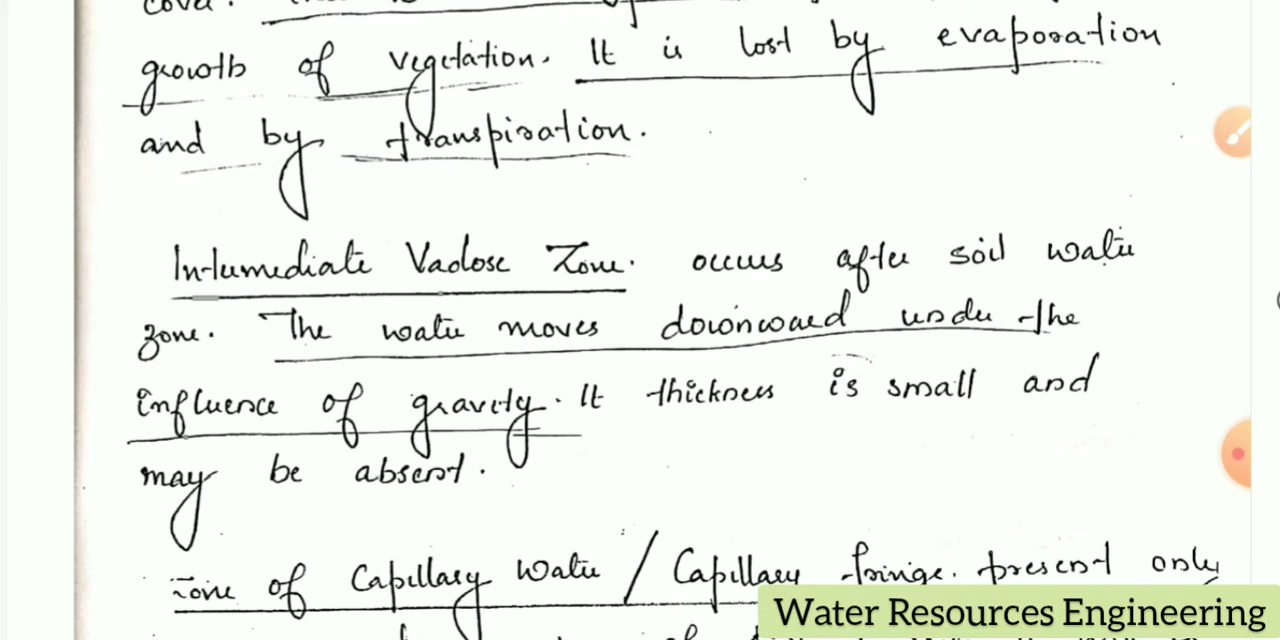 cover.
growth of vegetation. It is lost by evaporation
and by transpiration.
Intermediate Vadose Zone. occurs after soil water
zone. The water moves downward under the
influence of gravity. It thickness is small and
may be absent.
Zone of Capillary Water / Capillary fringe. present only
Water Resources Engineering